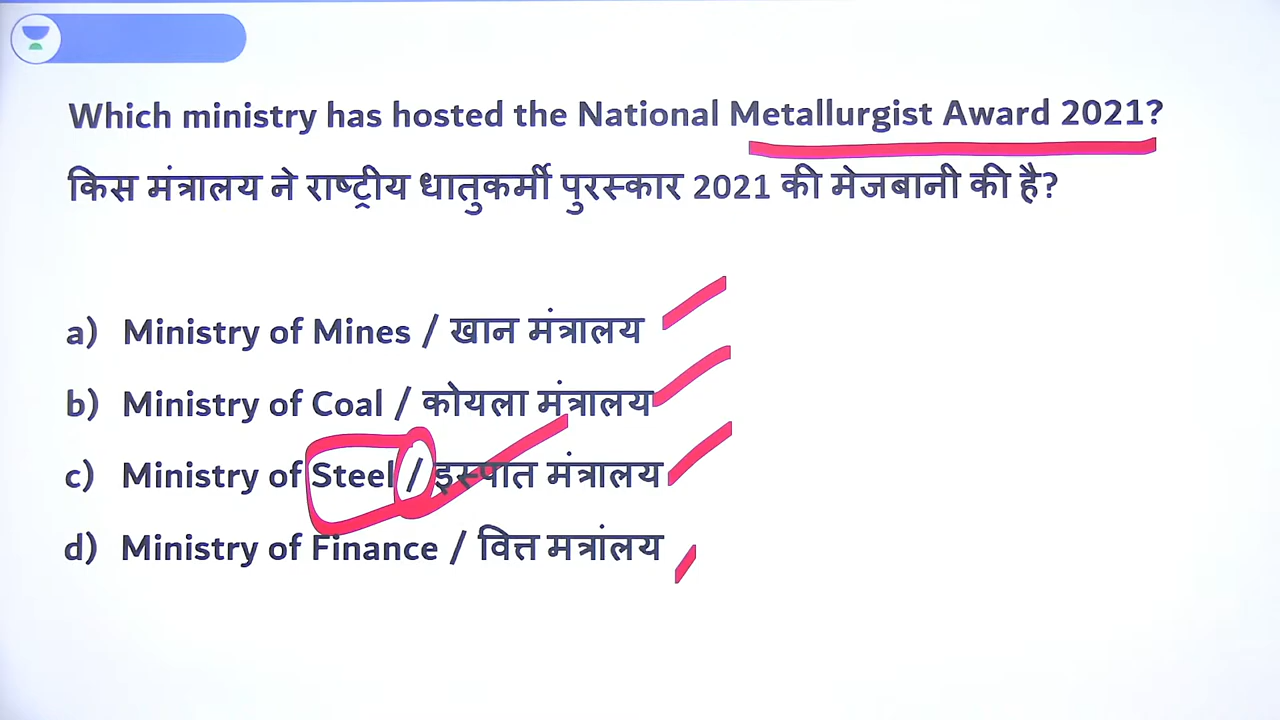 Which ministry has hosted the National Metallurgist Award 2021?
किस मंत्रालय ने राष्ट्रीय धातुकर्मी पुरस्कार 2021 की मेजबानी की है?
a) Ministry of Mines / खान मंत्रालय
b) Ministry of Coal / कोयला मंत्रालय
c) Ministry of Steel / इस्पात मंत्रालय
d) Ministry of Finance / वित्त मत्रांलय